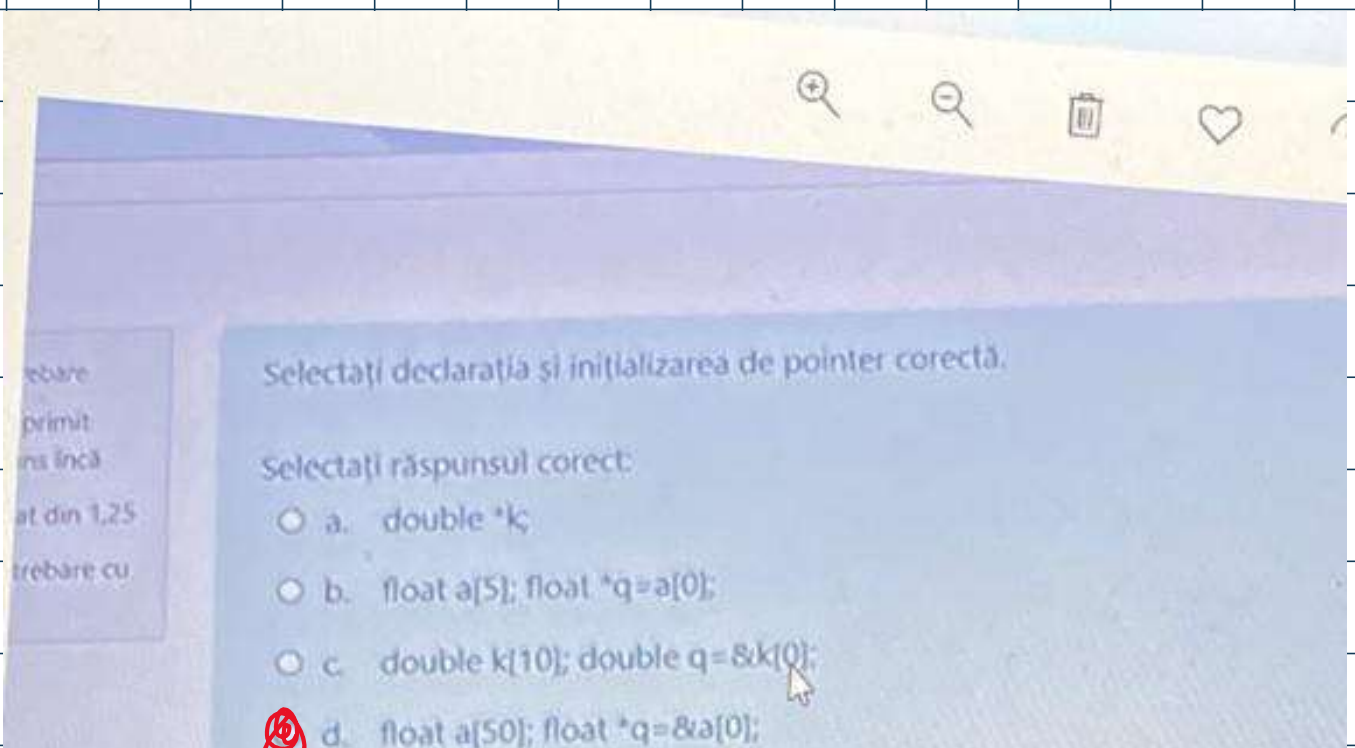 Selectați declarația și inițializarea de pointer corectă.
ebare
primit
ns încă
Selectați răspunsul corect:
at din 1,25
a. double *k;
trebare cu
b. float a[5]; float *q=a[0];
c. double k[10]; double q=&k[0];
d. float a[50]; float *q=&a[0];